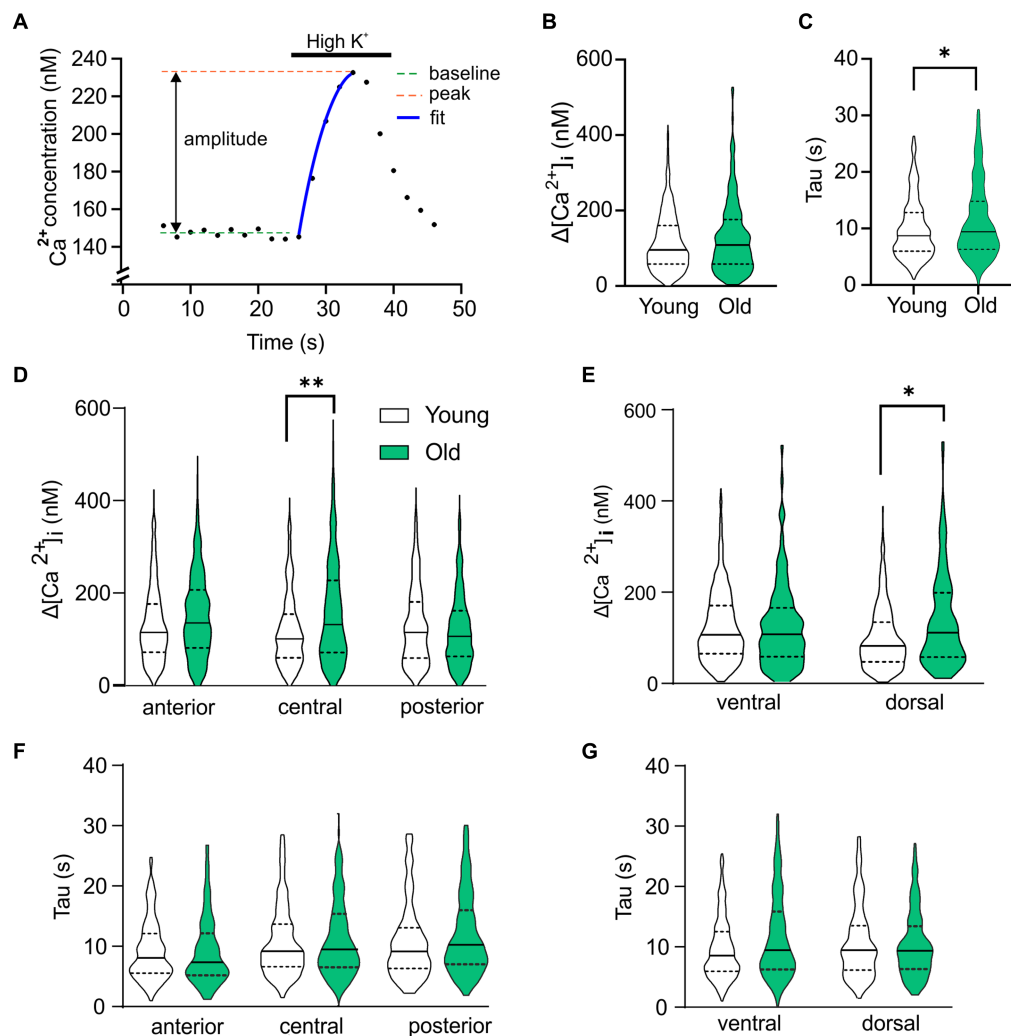 A
High K⁺
Ca²⁺ concentration (nM)
240
220
200
180
160
140
amplitude
baseline
peak
fit
0
10
20
30
40
50
Time (s)
B
Δ[Ca²⁺]i (nM)
600
400
200
0
Young
Old
C
Tau (s)
40
30
20
10
0
*
Young
Old
D
Δ[Ca ²⁺]i (nM)
600
400
200
0
**
Young
Old
anterior
central
posterior
E
Δ[Ca ²⁺]i (nM)
600
400
200
0
*
ventral
dorsal
F
Tau (s)
40
30
20
10
0
anterior
central
posterior
G
Tau (s)
40
30
20
10
0
ventral
dorsal